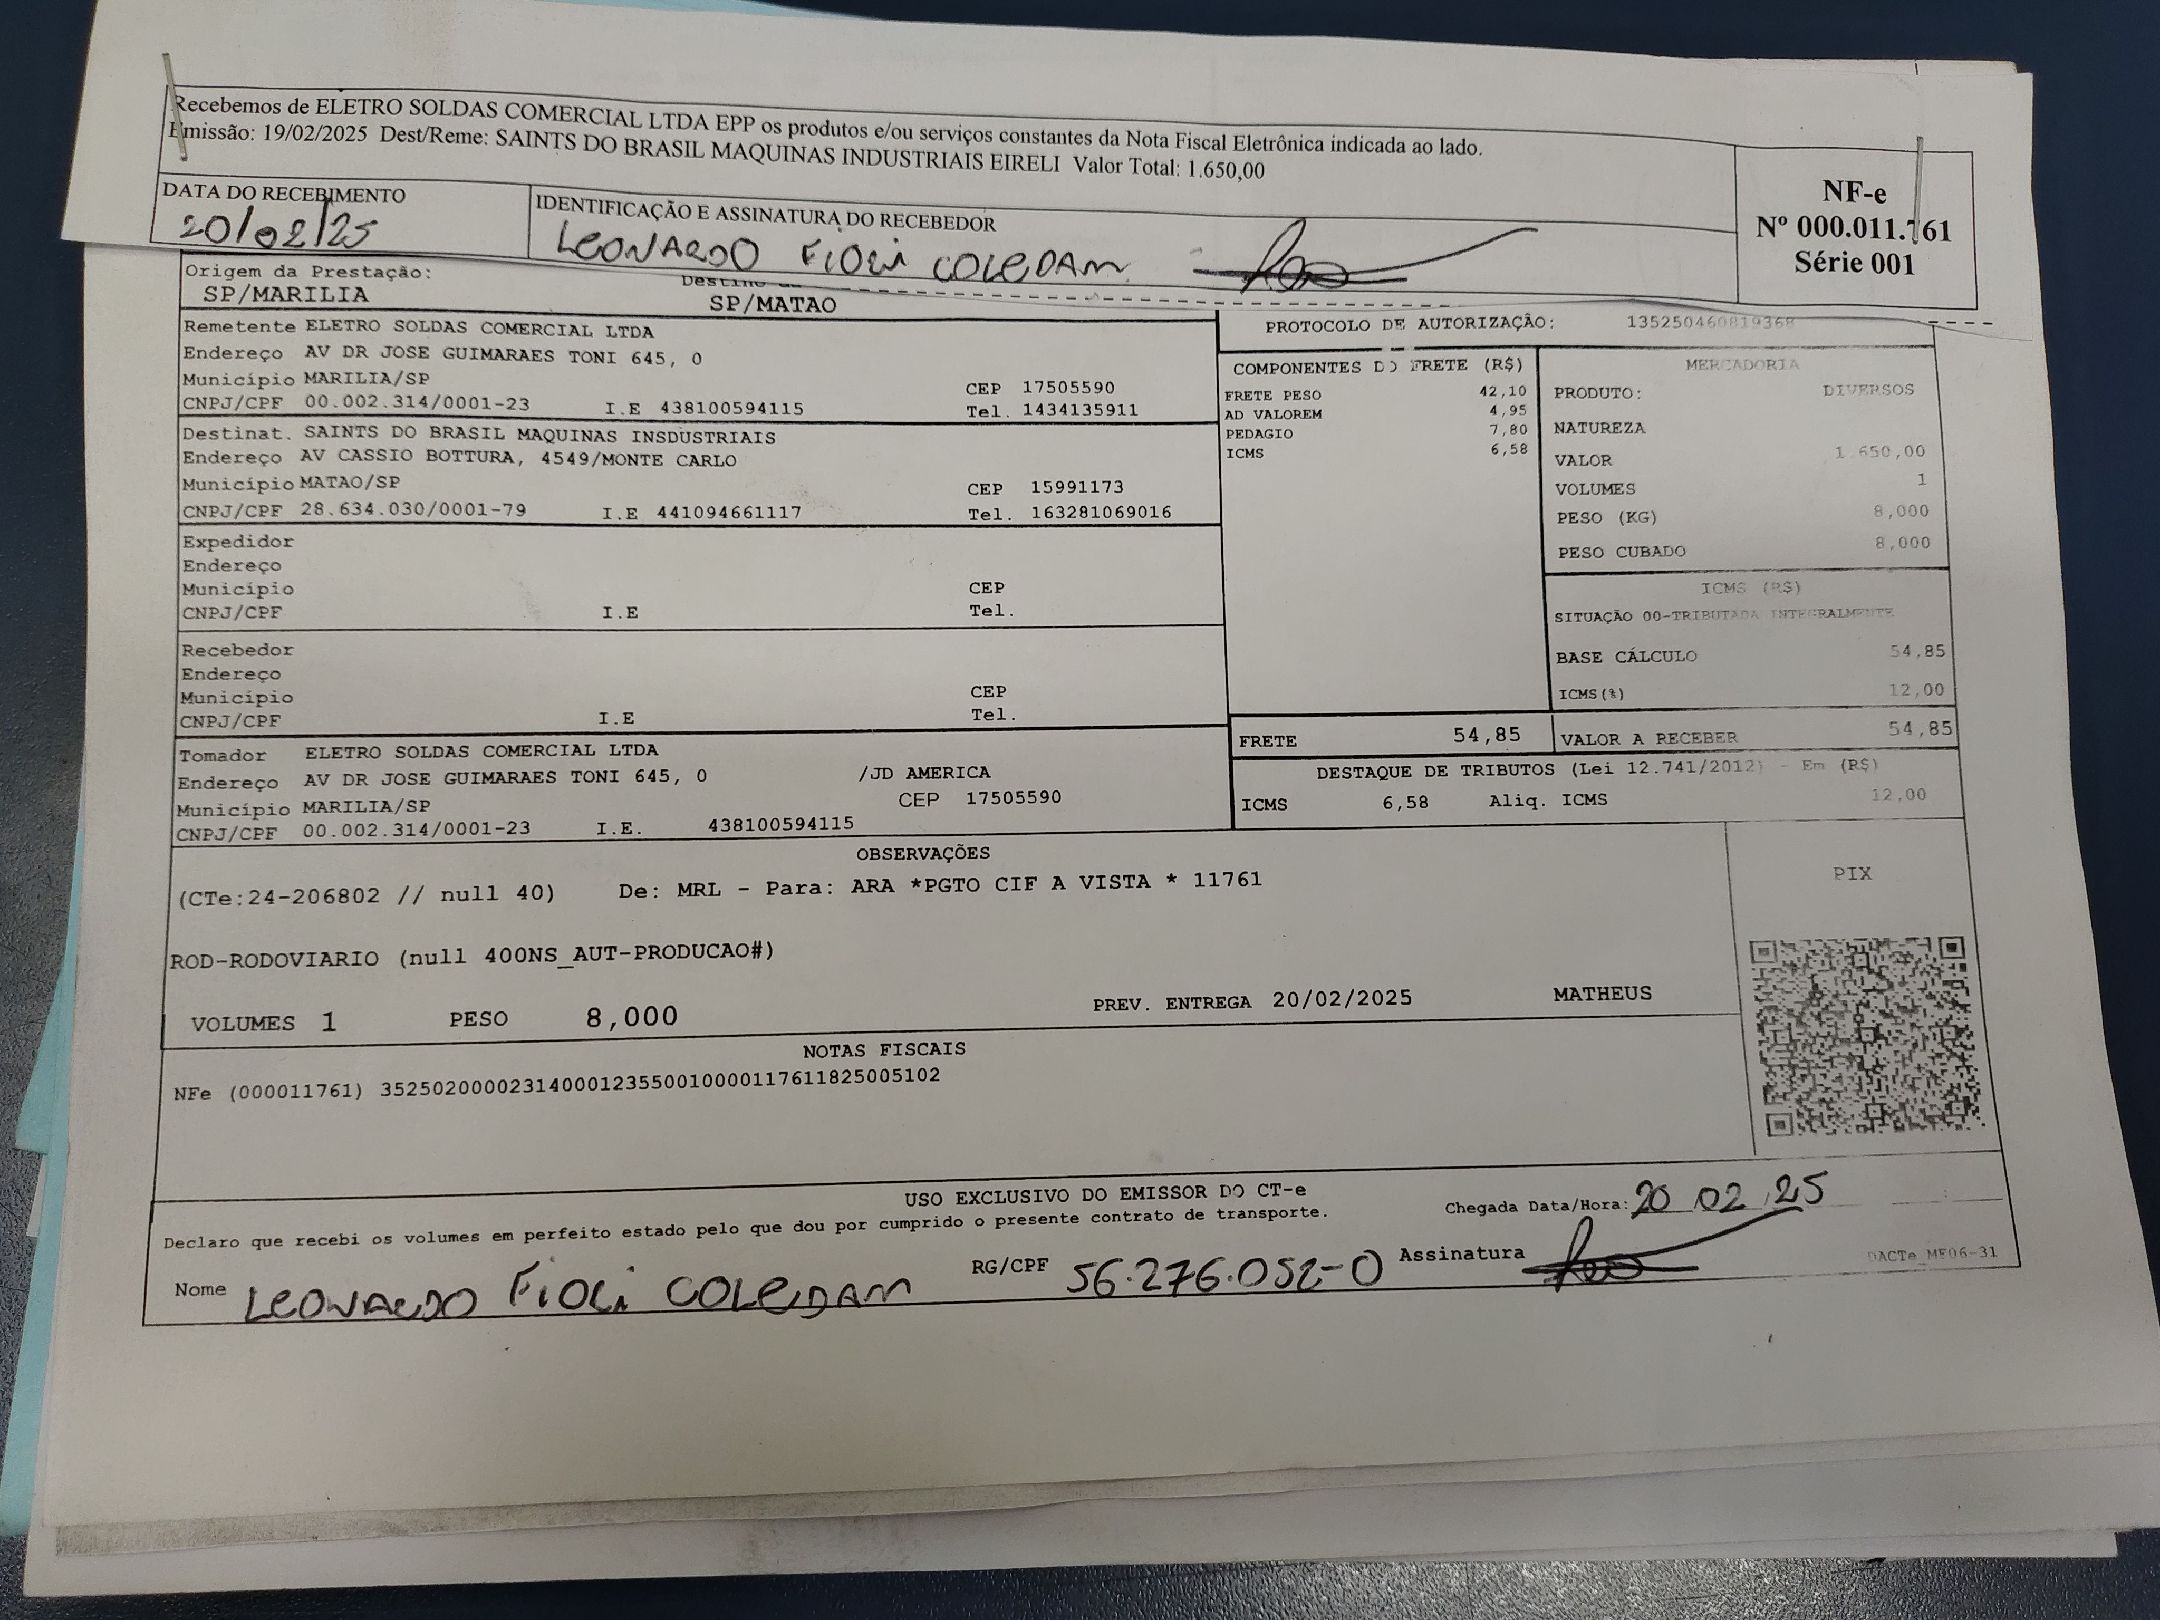 Recebemos de ELETRO SOLDAS COMERCIAL LTDA EPP os produtos e/ou serviços constantes da Nota Fiscal Eletrônica indicada ao lado.
Emissão: 19/02/2025 Dest/Reme: SAINTS DO BRASIL MAQUINAS INDUSTRIAIS EIRELI Valor Total: 1.650,00
NF-e
Nº 000.011.761
Série 001
DATA DO RECEBIMENTO
20/02/25
IDENTIFICAÇÃO E ASSINATURA DO RECEBEDOR
LEONARDO FIOLI COLEDAM
Origem da Prestação:
SP/MARILIA
Destino
SP/MATAO
Remetente ELETRO SOLDAS COMERCIAL LTDA
Endereço AV DR JOSE GUIMARAES TONI 645, 0
Município MARILIA/SP CEP 17505590
CNPJ/CPF 00.002.314/0001-23 I.E 438100594115 Tel. 1434135911
Destinat. SAINTS DO BRASIL MAQUINAS INSDUSTRIAIS
Endereço AV CASSIO BOTTURA, 4549/MONTE CARLO
Município MATAO/SP CEP 15991173
CNPJ/CPF 28.634.030/0001-79 I.E 441094661117 Tel. 163281069016
Expedidor
Endereço
Município CEP
CNPJ/CPF I.E Tel.
Recebedor
Endereço
Município CEP
CNPJ/CPF I.E Tel.
Tomador ELETRO SOLDAS COMERCIAL LTDA
Endereço AV DR JOSE GUIMARAES TONI 645, 0 /JD AMERICA
Município MARILIA/SP CEP 17505590
CNPJ/CPF 00.002.314/0001-23 I.E. 438100594115
PROTOCOLO DE AUTORIZAÇÃO: 135250460819368
COMPONENTES DO FRETE (R$)
FRETE PESO 42,10
AD VALOREM 4,95
PEDAGIO 7,80
ICMS 6,58
MERCADORIA
PRODUTO: DIVERSOS
NATUREZA
VALOR 1.650,00
VOLUMES 1
PESO (KG) 8,000
PESO CUBADO 8,000
ICMS (R$)
SITUAÇÃO 00-TRIBUTADA INTEGRALMENTE
BASE CÁLCULO 54,85
ICMS(%) 12,00
FRETE 54,85
VALOR A RECEBER 54,85
DESTAQUE DE TRIBUTOS (Lei 12.741/2012) - Em (R$)
ICMS 6,58 Aliq. ICMS 12,00
OBSERVAÇÕES
(CTe:24-206802 // null 40) De: MRL - Para: ARA *PGTO CIF A VISTA * 11761
PIX
ROD-RODOVIARIO (null 400NS_AUT-PRODUCAO#)
VOLUMES 1 PESO 8,000 PREV. ENTREGA 20/02/2025 MATHEUS
NOTAS FISCAIS
NFe (000011761) 35250200002314000123550010000117611825005102
USO EXCLUSIVO DO EMISSOR DO CT-e
Declaro que recebi os volumes em perfeito estado pelo que dou por cumprido o presente contrato de transporte.
Chegada Data/Hora: 20 02 25
Nome LEONARDO FIOLI COLEDAM RG/CPF 56.276.052-0 Assinatura
DACTe_MF06-31